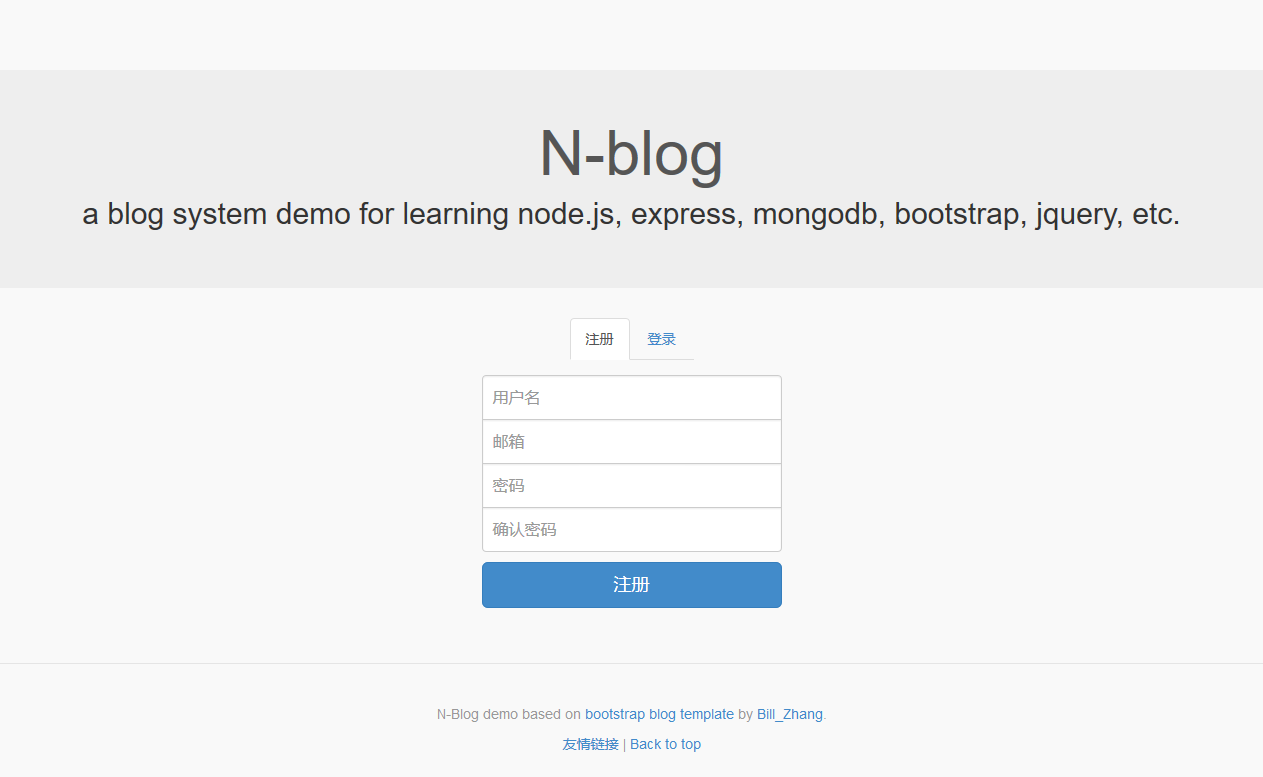 N-blog
a blog system demo for learning node.js, express, mongodb, bootstrap, jquery, etc.
注册 登录
用户名
邮箱
密码
确认密码
注册
N-Blog demo based on bootstrap blog template by Bill_Zhang.
友情链接 | Back to top